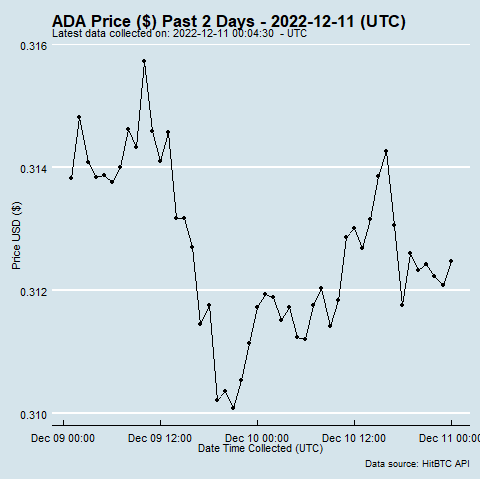 ADA Price ($) Past 2 Days - 2022-12-11 (UTC)
Latest data collected on: 2022-12-11 00:04:30 - UTC
0.316
0.314
0.312
0.310
Price USD ($)
Dec 09 00:00 Dec 09 12:00 Dec 10 00:00 Dec 10 12:00 Dec 11 00:00
Date Time Collected (UTC)
Data source: HitBTC API